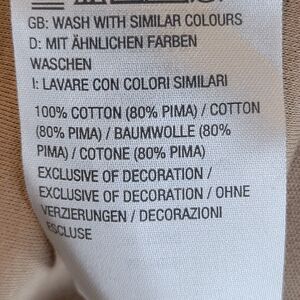 GB: WASH WITH SIMILAR COLOURS
D: MIT ÄHNLICHEN FARBEN
WASCHEN
I: LAVARE CON COLORI SIMILARI
100% COTTON (80% PIMA) / COTTON
(80% PIMA) / BAUMWOLLE (80%
PIMA) / COTONE (80% PIMA)
EXCLUSIVE OF DECORATION /
EXCLUSIVE OF DECORATION / OHNE
VERZIERUNGEN / DECORAZIONI
ESCLUSE